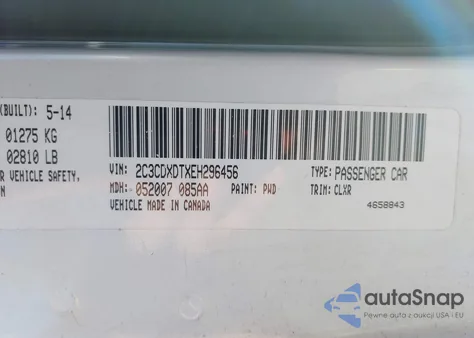 (BUILT): 5-14
01275 KG
02810 LB
R VEHICLE SAFETY,
N
VIN: 2C3CDXDTXEH296456
TYPE: PASSENGER CAR
MDH: 052007 085AA
PAINT: PWD
TRIM: CLXR
VEHICLE MADE IN CANADA
4658843
autoSnap
Pewne auta z aukcji USA i EU